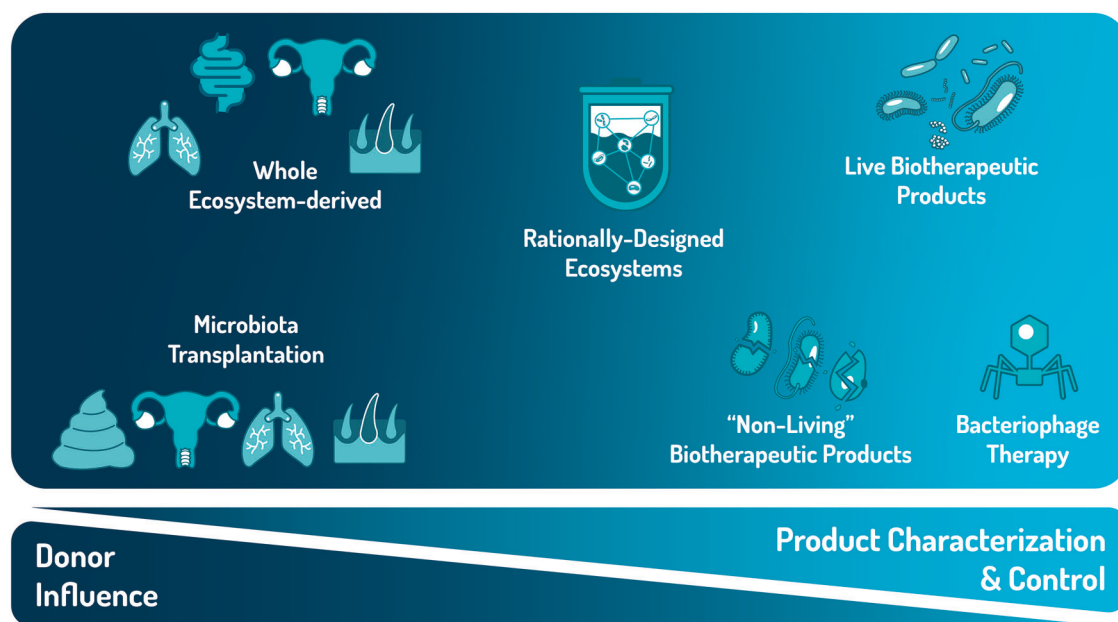 Whole
Ecosystem-derived
Rationally-Designed
Ecosystems
Live Biotherapeutic
Products
Microbiota
Transplantation
“Non-Living”
Biotherapeutic Products
Bacteriophage
Therapy
Donor
Influence
Product Characterization
& Control